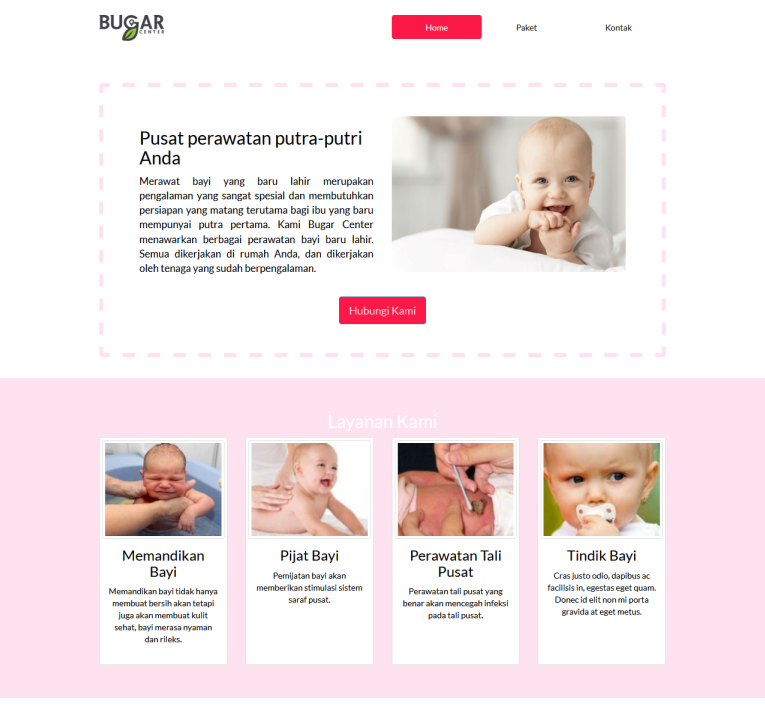 BUGAR
CENTER
Home
Paket
Kontak
Pusat perawatan putra-putri
Anda
Merawat bayi yang baru lahir merupakan
pengalaman yang sangat spesial dan membutuhkan
persiapan yang matang terutama bagi ibu yang baru
mempunyai putra pertama. Kami Bugar Center
menawarkan berbagai perawatan bayi baru lahir.
Semua dikerjakan di rumah Anda, dan dikerjakan
oleh tenaga yang sudah berpengalaman.
Hubungi Kami
Layanan Kami
Memandikan
Bayi
Memandikan bayi tidak hanya
membuat bersih akan tetapi
juga akan membuat kulit
sehat, bayi merasa nyaman
dan rileks.
Pijat Bayi
Pemijatan bayi akan
memberikan stimulasi sistem
saraf pusat.
Perawatan Tali
Pusat
Perawatan tali pusat yang
benar akan mencegah infeksi
pada tali pusat.
Tindik Bayi
Cras justo odio, dapibus ac
facilisis in, egestas eget quam.
Donec id elit non mi porta
gravida at eget metus.